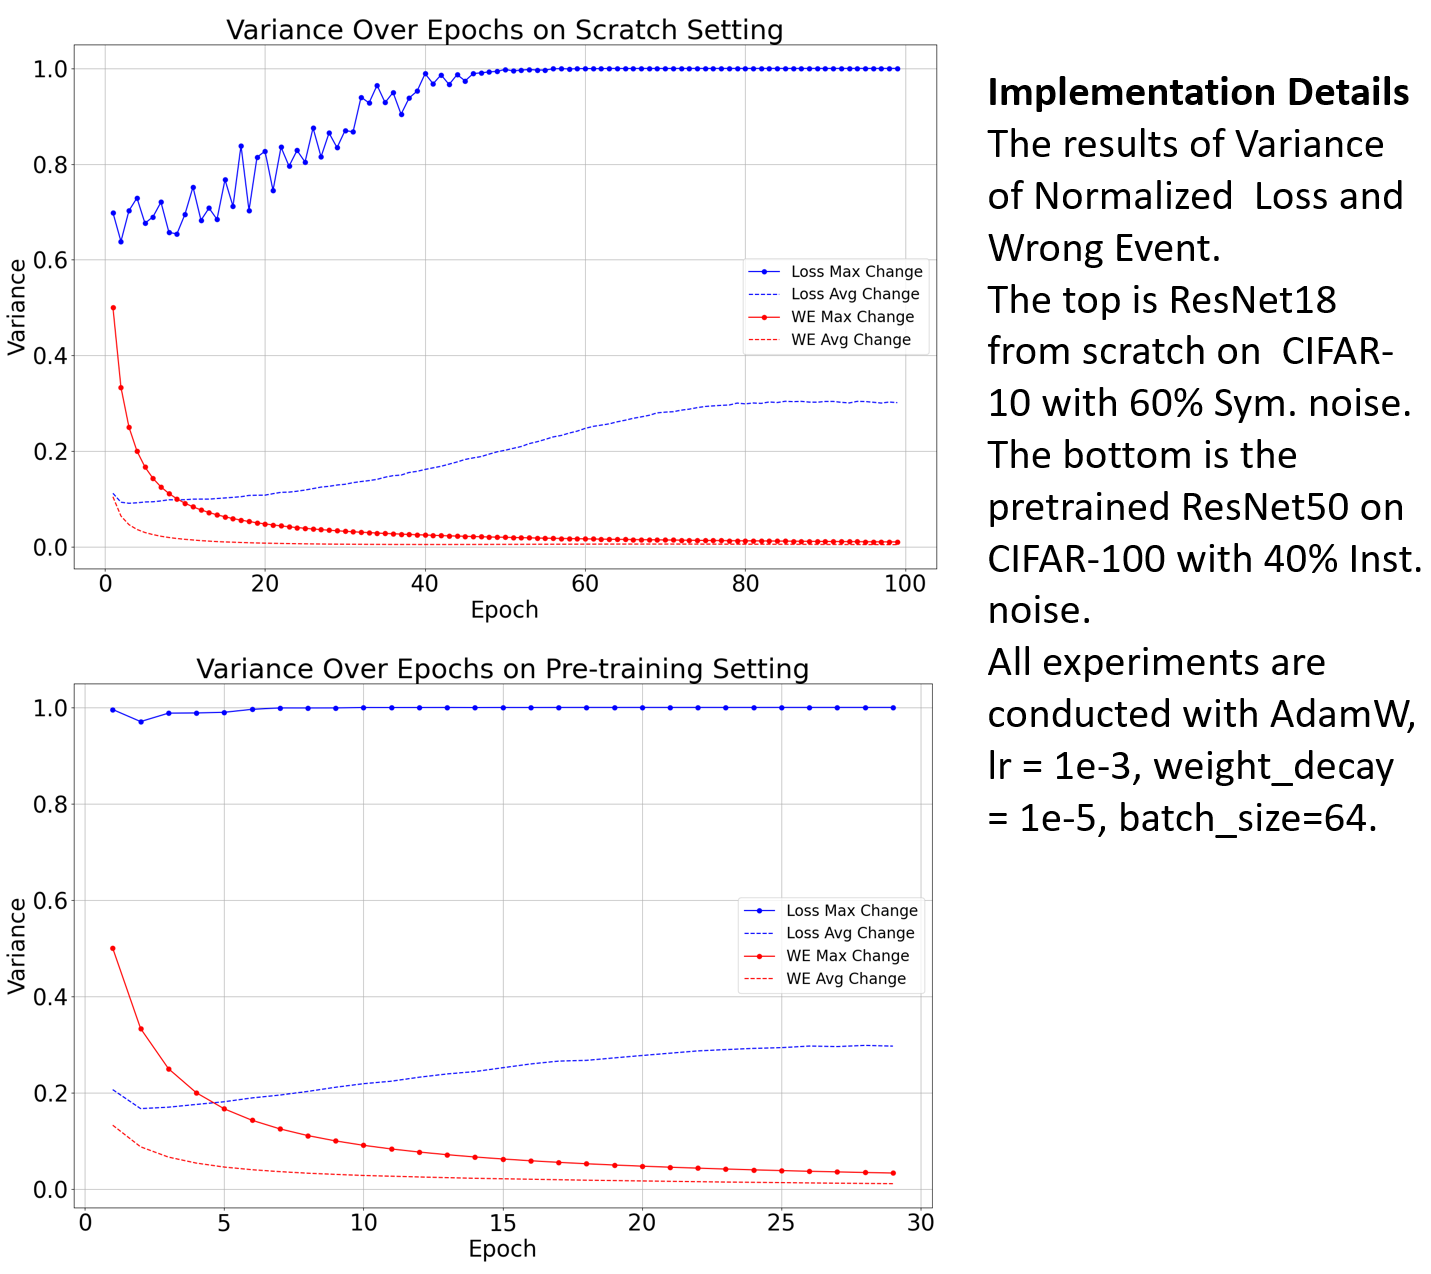 Variance Over Epochs on Scratch Setting
1.0
0.8
0.6
0.4
0.2
0.0
Variance
Loss Max Change
Loss Avg Change
WE Max Change
WE Avg Change
0 20 40 60 80 100
Epoch
Variance Over Epochs on Pre-training Setting
1.0
0.8
0.6
0.4
0.2
0.0
Variance
Loss Max Change
Loss Avg Change
WE Max Change
WE Avg Change
0 5 10 15 20 25 30
Epoch
Implementation Details
The results of Variance
of Normalized  Loss and
Wrong Event.
The top is ResNet18
from scratch on  CIFAR-
10 with 60% Sym. noise.
The bottom is the
pretrained ResNet50 on
CIFAR-100 with 40% Inst.
noise.
All experiments are
conducted with AdamW,
lr = 1e-3, weight_decay
= 1e-5, batch_size=64.